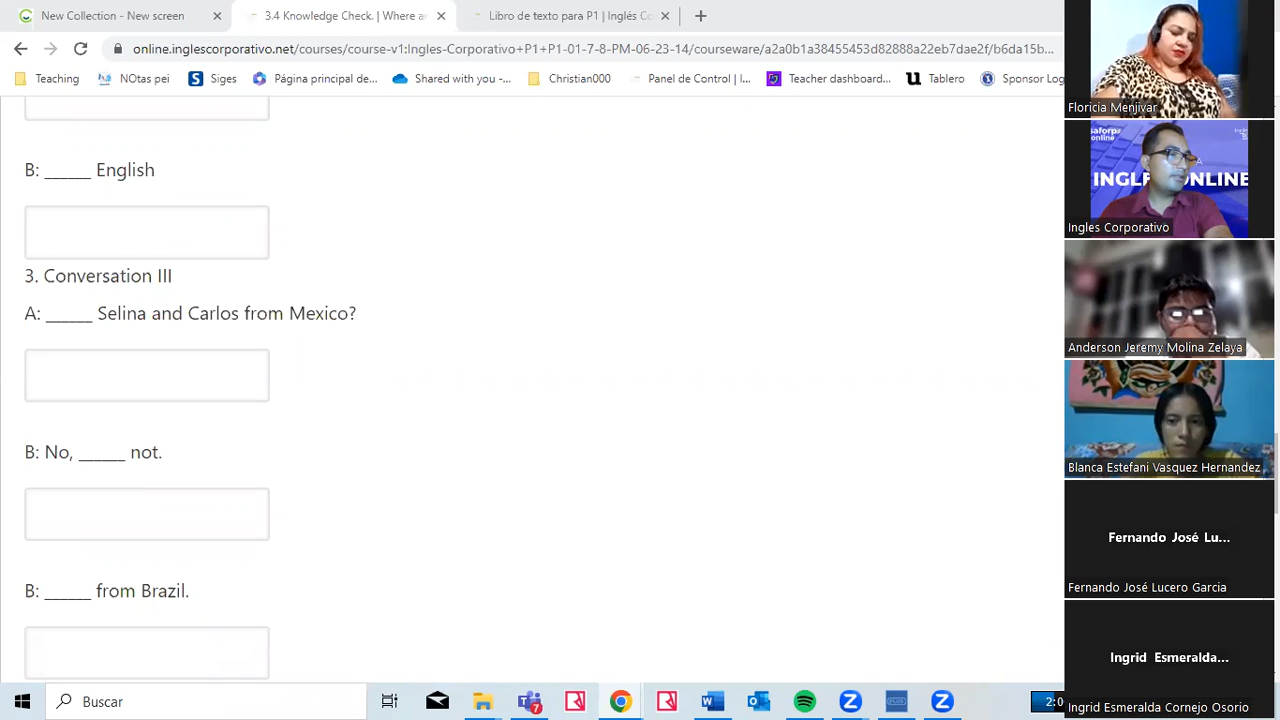 New Collection - New screen
3.4 Knowledge Check. | Where ar
Libro de texto para P1 | Inglés Co
online.inglescorporativo.net/courses/course-v1:Ingles-Corporativo+P1+P1-01-7-8-PM-06-23-14/courseware/a2a0b1a38455453d82888a22eb7dae2f/b6da15b...
Teaching
NOtas pei
Siges
Página principal de...
Shared with you -...
Christian000
Panel de Control | I...
Teacher dashboard...
Tablero
Sponsor Log
B: _____ English
3. Conversation III
A: _____ Selina and Carlos from Mexico?
B: No, _____ not.
B: _____ from Brazil.
Floricia Menjivar
INGL
ONLINE
online
Ingles Corporativo
Anderson Jeremy Molina Zelaya
Blanca Estefani Vasquez Hernandez
Fernando José Lu...
Fernando José Lucero Garcia
Ingrid Esmeralda...
Ingrid Esmeralda Cornejo Osorio
Buscar
2:0